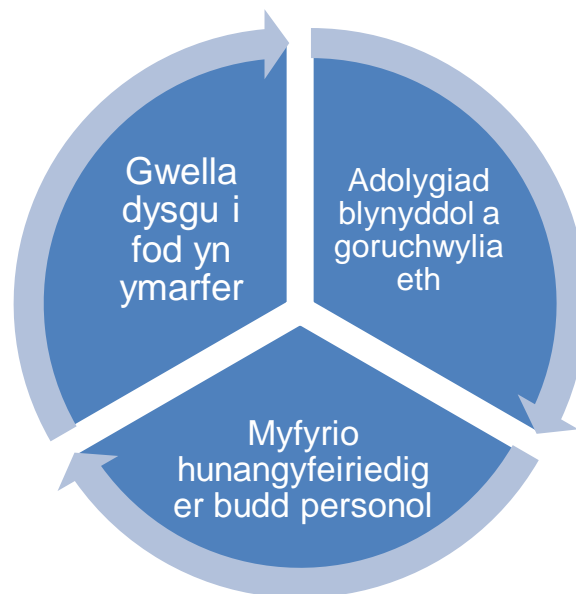 Gwella
dysgu i
fod yn
ymarfer
Adolygiad
blynyddol a
goruchwylia
eth
Myfyrio
hunangyfeiriedig
er budd personol